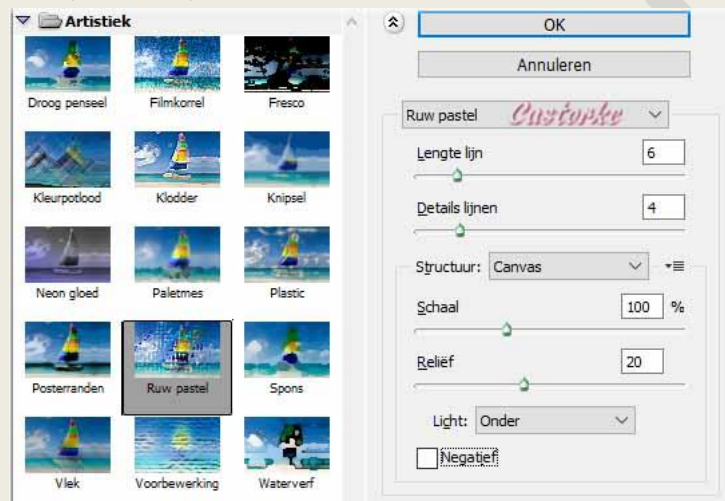 Artistiek
Droog penseel Filmkorrel Fresco
Kleurpotlood Klodder Knipsel
Neon gloed Paletmes Plastic
Posterranden Ruw pastel Spons
Vlek Voorbewerking Waterverf
OK
Annuleren
Ruw pastel Castorke
Lengte lijn 6
Details lijnen 4
Structuur: Canvas
Schaal 100 %
Reliëf 20
Light: Onder
Negatief